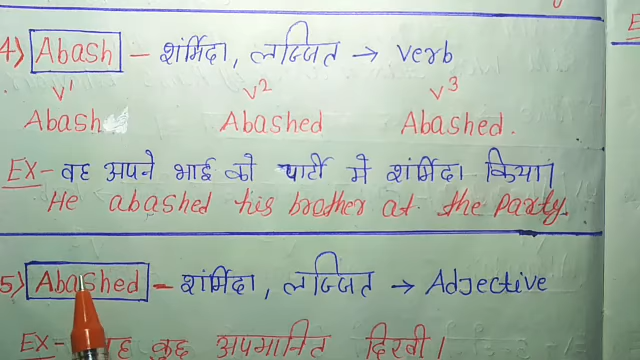 4) Abash – शर्मिंदा, लज्जित → verb
V¹ V² V³
Abash Abashed Abashed.
EX- वह अपने भाई को पार्टी में शर्मिंदा किया।
He abashed his brother at the Party.
5) Abashed – शर्मिंदा, लज्जित → Adjective
EX- कुछ अपमानित दिखी।